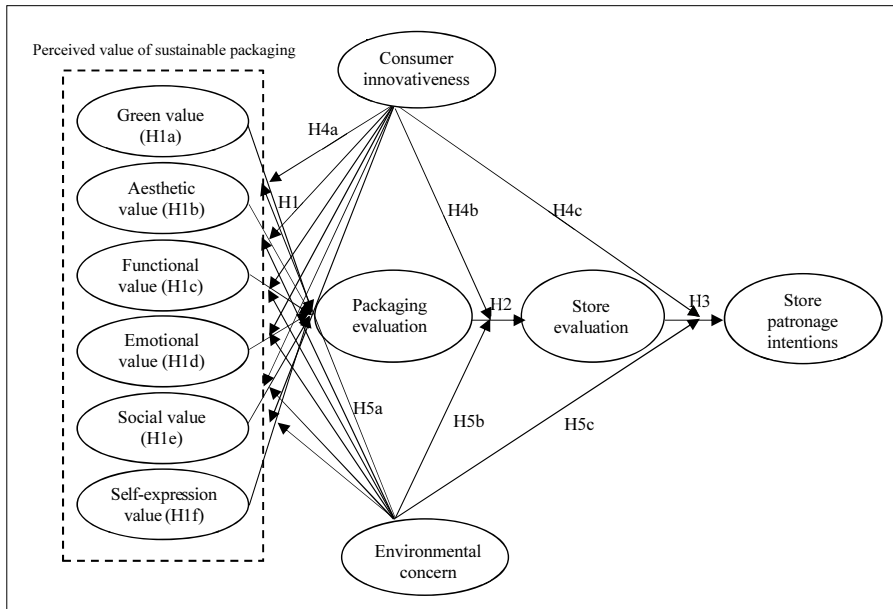 Perceived value of sustainable packaging
Consumer
innovativeness
Green value
(H1a)
H4a
Aesthetic
value (H1b)
H1
H4b
H4c
Functional
value (H1c)
Packaging
evaluation
H2
Store
evaluation
H3
Store
patronage
intentions
Emotional
value (H1d)
Social value
(H1e)
H5a
H5b
H5c
Self-expression
value (H1f)
Environmental
concern